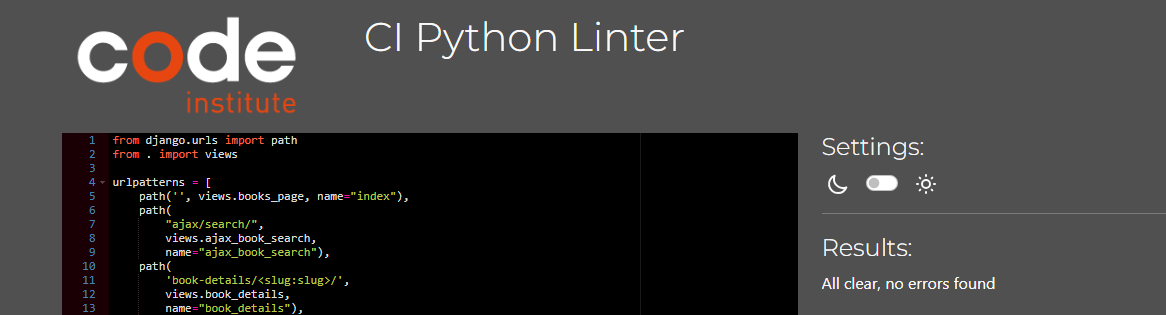 code
institute
CI Python Linter
1 from django.urls import path
2 from . import views
3
4 urlpatterns = [
5     path('', views.books_page, name="index"),
6     path(
7         "ajax/search/",
8         views.ajax_book_search,
9         name="ajax_book_search"),
10     path(
11         'book-details/<slug:slug>/',
12         views.book_details,
13         name="book_details"),
Settings:
Results:
All clear, no errors found